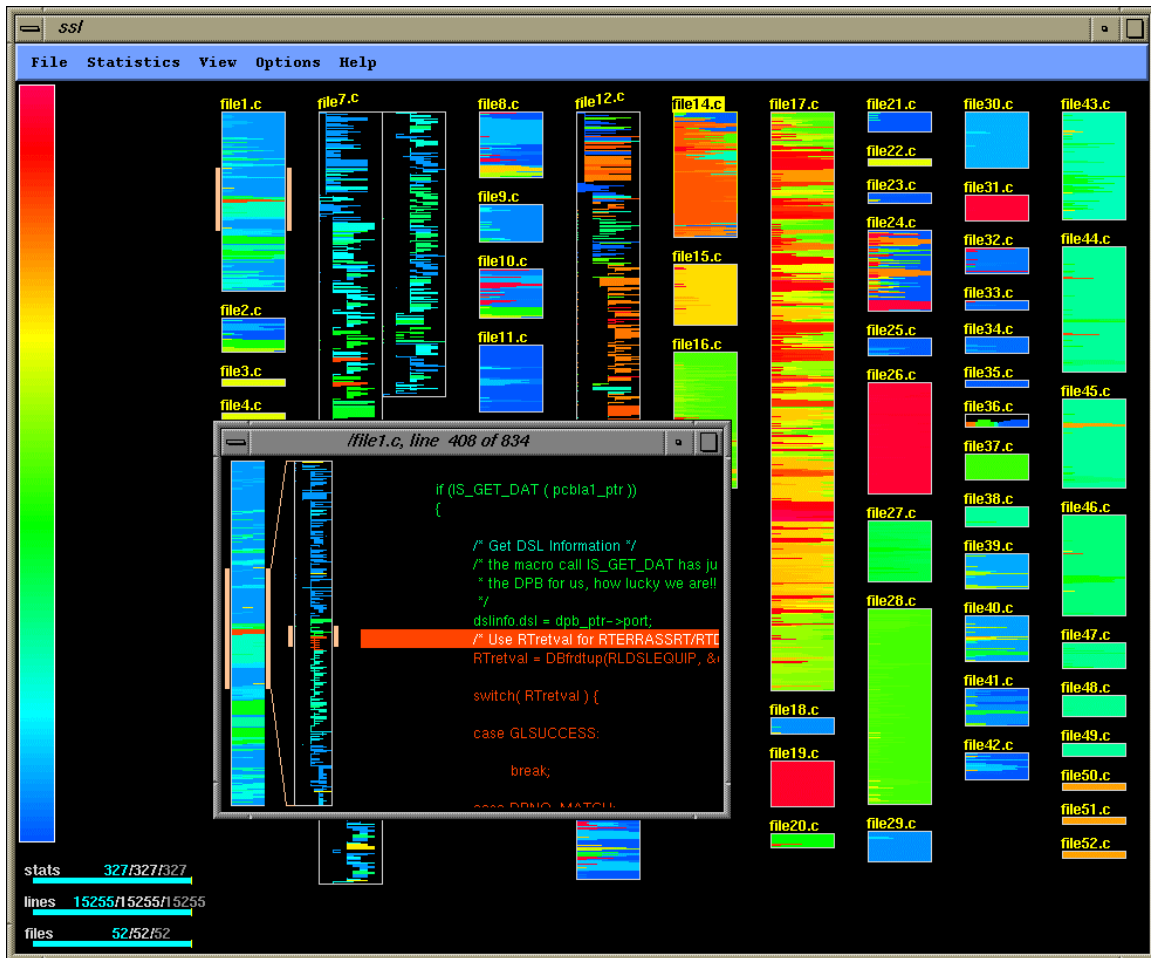 ssl
File Statistics View Options Help
file1.c
file2.c
file3.c
file4.c
file7.c
file8.c
file9.c
file10.c
file11.c
file12.c
file14.c
file15.c
file16.c
file17.c
file18.c
file19.c
file20.c
file21.c
file22.c
file23.c
file24.c
file25.c
file26.c
file27.c
file28.c
file29.c
file30.c
file31.c
file32.c
file33.c
file34.c
file35.c
file36.c
file37.c
file38.c
file39.c
file40.c
file41.c
file42.c
file43.c
file44.c
file45.c
file46.c
file47.c
file48.c
file49.c
file50.c
file51.c
file52.c
/file1.c, line 408 of 834
if (IS_GET_DAT ( pcbla1_ptr ))
{
/* Get DSL Information */
/* the macro call IS_GET_DAT has ju
* the DPB for us, how lucky we are!!
*/
dslinfo.dsl = dpb_ptr->port;
/* Use RTretval for RTERRASSRT/RTD
RTretval = DBfrdtup(RLDSLEQUIP, &
switch( RTretval ) {
case GLSUCCESS:
break;
case DBNO_MATCH:
stats 327/327/327
lines 15255/15255/15255
files 52/52/52